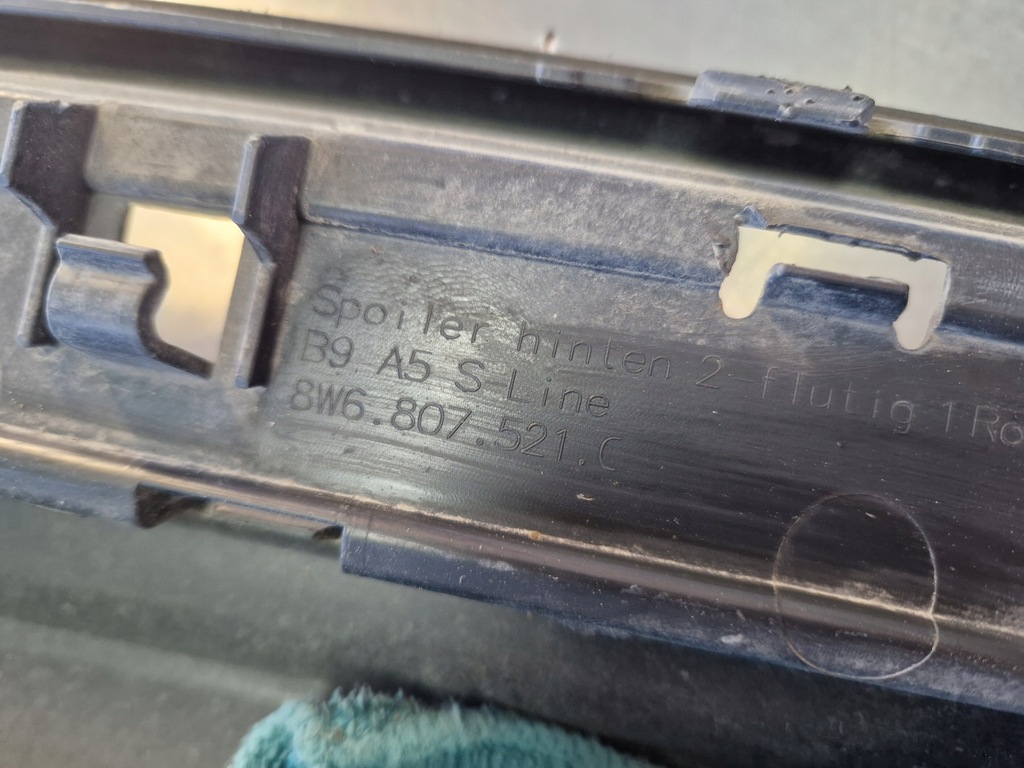 Spoiler hinten 2-flutig 1Ro
B9 A5 S-Line
8W6.807.521.C